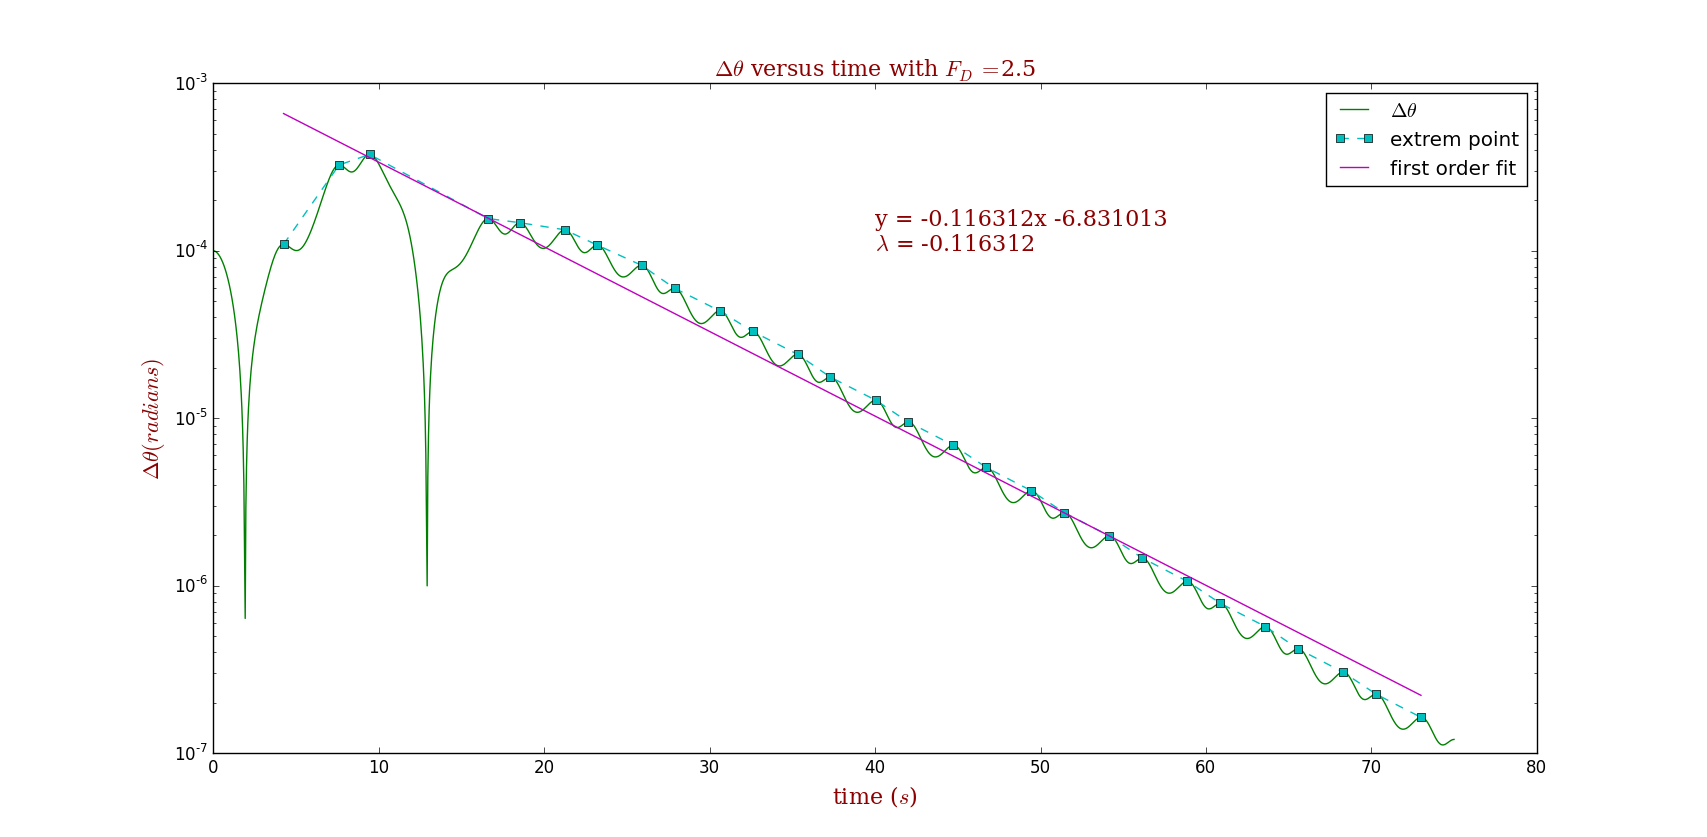 Δθ versus time with F_D =2.5
10^-3
10^-4
10^-5
10^-6
10^-7
Δθ(radians)
Δθ
extrem point
first order fit
y = -0.116312x -6.831013
λ = -0.116312
0 10 20 30 40 50 60 70 80
time (s)